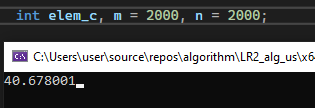 int elem_c, m = 2000, n = 2000;
C:\Users\user\source\repos\algorithm\LR2_alg_us\x6
40.678001